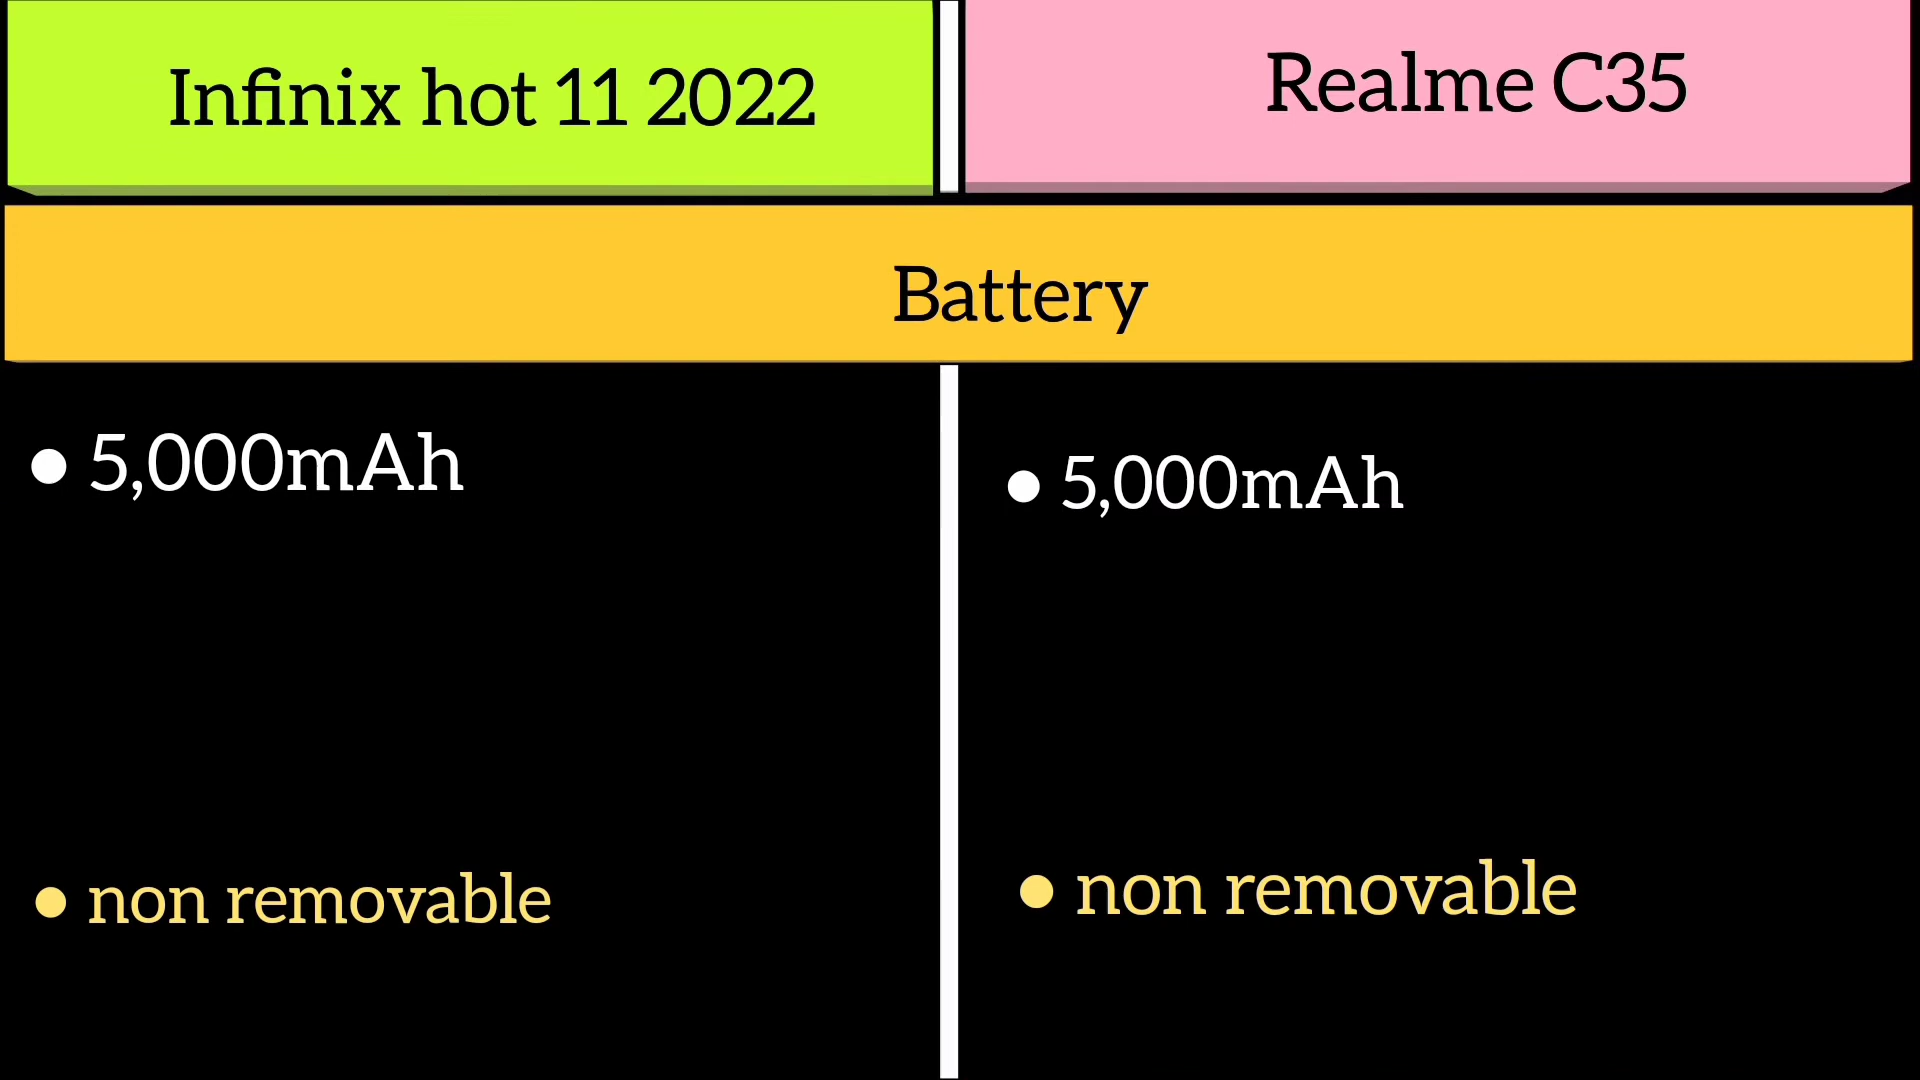 Infinix hot 11 2022
Realme C35
Battery
● 5,000mAh
● 5,000mAh
● non removable
● non removable